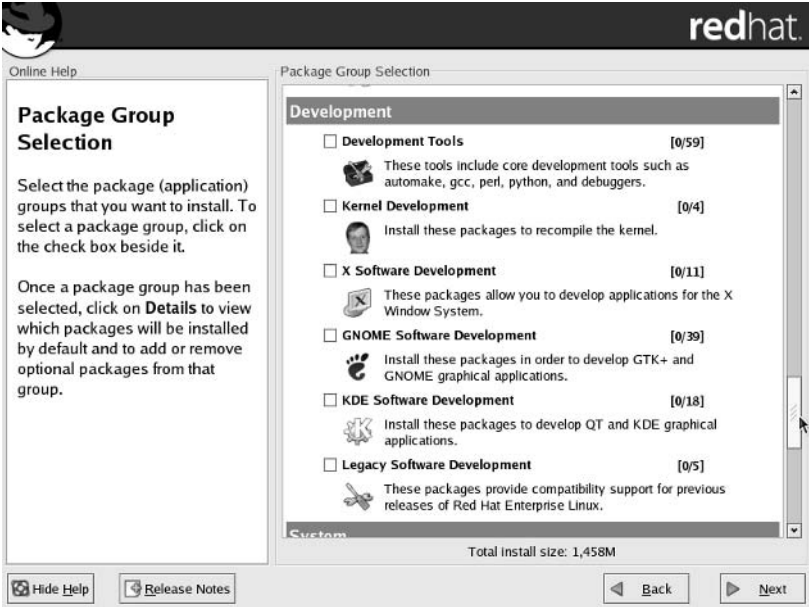 redhat.
Online Help
Package Group
Selection
Select the package (application)
groups that you want to install. To
select a package group, click on
the check box beside it.
Once a package group has been
selected, click on Details to view
which packages will be installed
by default and to add or remove
optional packages from that
group.
Package Group Selection
Development
Development Tools [0/59]
These tools include core development tools such as
automake, gcc, perl, python, and debuggers.
Kernel Development [0/4]
Install these packages to recompile the kernel.
X Software Development [0/11]
These packages allow you to develop applications for the X
Window System.
GNOME Software Development [0/39]
Install these packages in order to develop GTK+ and
GNOME graphical applications.
KDE Software Development [0/18]
Install these packages to develop QT and KDE graphical
applications.
Legacy Software Development [0/5]
These packages provide compatibility support for previous
releases of Red Hat Enterprise Linux.
System
Total install size: 1,458M
Hide Help Release Notes Back Next